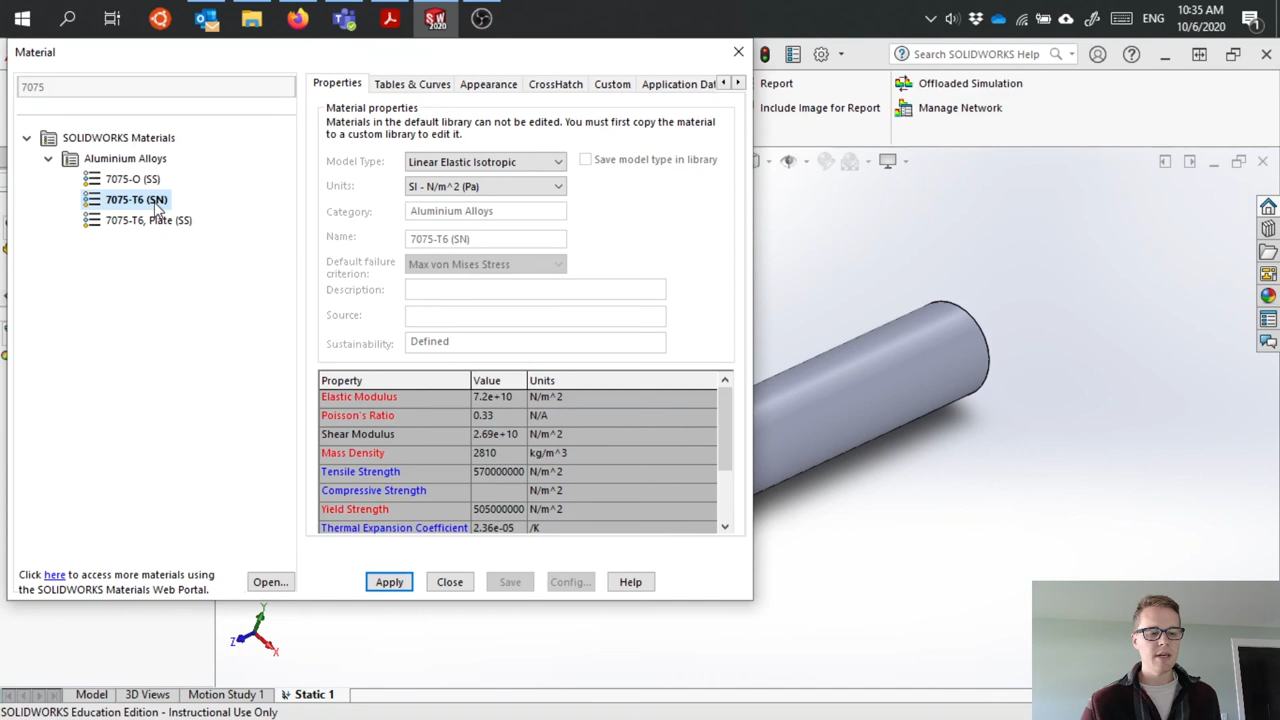 SW
2020
ENG
10:35 AM
10/6/2020
Material
Search SOLIDWORKS Help
7075
Properties
Tables & Curves
Appearance
CrossHatch
Custom
Application Dat
Report
Offloaded Simulation
Include Image for Report
Manage Network
Material properties
Materials in the default library can not be edited. You must first copy the material
to a custom library to edit it.
SOLIDWORKS Materials
Aluminium Alloys
7075-O (SS)
7075-T6 (SN)
7075-T6, Plate (SS)
Model Type:
Linear Elastic Isotropic
Save model type in library
Units:
SI - N/m^2 (Pa)
Category:
Aluminium Alloys
Name:
7075-T6 (SN)
Default failure
criterion:
Max von Mises Stress
Description:
Source:
Sustainability:
Defined
Property Value Units
Elastic Modulus 7.2e+10 N/m^2
Poisson's Ratio 0.33 N/A
Shear Modulus 2.69e+10 N/m^2
Mass Density 2810 kg/m^3
Tensile Strength 570000000 N/m^2
Compressive Strength N/m^2
Yield Strength 505000000 N/m^2
Thermal Expansion Coefficient 2.36e-05 /K
Click here to access more materials using
the SOLIDWORKS Materials Web Portal.
Open...
Apply
Close
Save
Config...
Help
Y
Z
X
Model
3D Views
Motion Study 1
Static 1
SOLIDWORKS Education Edition - Instructional Use Only